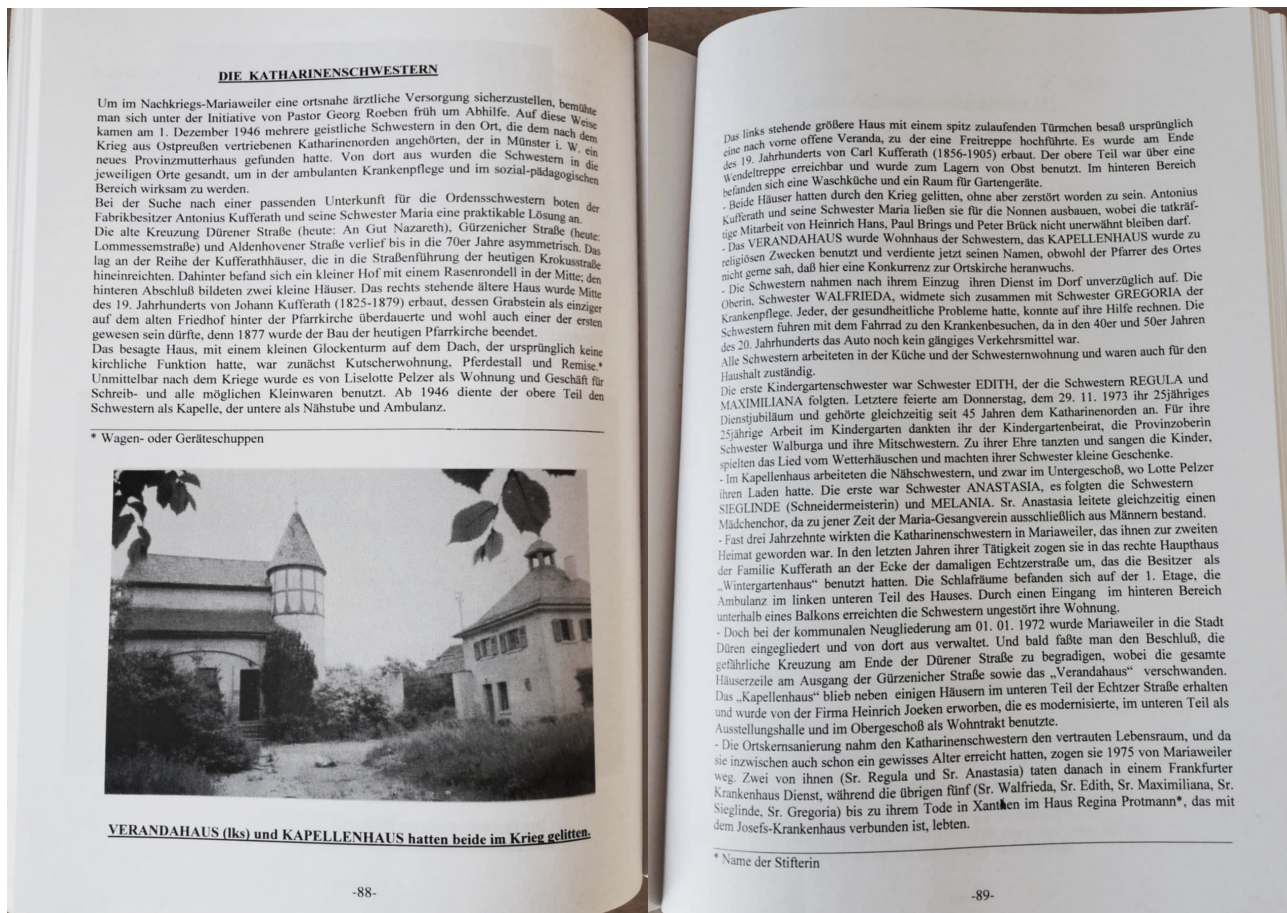 DIE KATHARINENSCHWESTERN
Um im Nachkriegs-Mariaweiler eine ortsnahe ärztliche Versorgung sicherzustellen, bemühte
man sich unter der Initiative von Pastor Georg Roeben früh um Abhilfe. Auf diese Weise
kamen am 1. Dezember 1946 mehrere geistliche Schwestern in den Ort, die dem nach dem
Krieg aus Ostpreußen vertriebenen Katharinenorden angehörten, der in Münster i. W. ein
neues Provinzmutterhaus gefunden hatte. Von dort aus wurden die Schwestern in die
jeweiligen Orte gesandt, um in der ambulanten Krankenpflege und im sozial-pädagogischen
Bereich wirksam zu werden.
Bei der Suche nach einer passenden Unterkunft für die Ordensschwestern boten der
Fabrikbesitzer Antonius Kufferath und seine Schwester Maria eine praktikable Lösung an.
Die alte Kreuzung Dürener Straße (heute: An Gut Nazareth), Gürzenicher Straße (heute:
Lommessemstraße) und Aldenhovener Straße verlief bis in die 70er Jahre asymmetrisch. Das
lag an der Reihe der Kufferathhäuser, die in die Straßenführung der heutigen Krokusstraße
hineinreichten. Dahinter befand sich ein kleiner Hof mit einem Rasenrondell in der Mitte; den
hinteren Abschluß bildeten zwei kleine Häuser. Das rechts stehende ältere Haus wurde Mitte
des 19. Jahrhunderts von Johann Kufferath (1825-1879) erbaut, dessen Grabstein als einziger
auf dem alten Friedhof hinter der Pfarrkirche überdauerte und wohl auch einer der ersten
gewesen sein dürfte, denn 1877 wurde der Bau der heutigen Pfarrkirche beendet.
Das besagte Haus, mit einem kleinen Glockenturm auf dem Dach, der ursprünglich keine
kirchliche Funktion hatte, war zunächst Kutscherwohnung, Pferdestall und Remise.*
Unmittelbar nach dem Kriege wurde es von Liselotte Pelzer als Wohnung und Geschäft für
Schreib- und alle möglichen Kleinwaren benutzt. Ab 1946 diente der obere Teil den
Schwestern als Kapelle, der untere als Nähstube und Ambulanz.
* Wagen- oder Geräteschuppen
VERANDAHAUS (lks) und KAPELLENHAUS hatten beide im Krieg gelitten.
-88-
Das links stehende größere Haus mit einem spitz zulaufenden Türmchen besaß ursprünglich
eine nach vorne offene Veranda, zu der eine Freitreppe hochführte. Es wurde am Ende
des 19. Jahrhunderts von Carl Kufferath (1856-1905) erbaut. Der obere Teil war über eine
Wendeltreppe erreichbar und wurde zum Lagern von Obst benutzt. Im hinteren Bereich
befanden sich eine Waschküche und ein Raum für Gartengeräte.
- Beide Häuser hatten durch den Krieg gelitten, ohne aber zerstört worden zu sein. Antonius
Kufferath und seine Schwester Maria ließen sie für die Nonnen ausbauen, wobei die tatkräf-
tige Mitarbeit von Heinrich Hans, Paul Brings und Peter Brück nicht unerwähnt bleiben darf.
- Das VERANDAHAUS wurde Wohnhaus der Schwestern, das KAPELLENHAUS wurde zu
religiösen Zwecken benutzt und verdiente jetzt seinen Namen, obwohl der Pfarrer des Ortes
nicht gerne sah, daß hier eine Konkurrenz zur Ortskirche heranwuchs.
- Die Schwestern nahmen nach ihrem Einzug ihren Dienst im Dorf unverzüglich auf. Die
Oberin, Schwester WALFRIEDA, widmete sich zusammen mit Schwester GREGORIA der
Krankenpflege. Jeder, der gesundheitliche Probleme hatte, konnte auf ihre Hilfe rechnen. Die
Schwestern fuhren mit dem Fahrrad zu den Krankenbesuchen, da in den 40er und 50er Jahren
des 20. Jahrhunderts das Auto noch kein gängiges Verkehrsmittel war.
Alle Schwestern arbeiteten in der Küche und der Schwesternwohnung und waren auch für den
Haushalt zuständig.
Die erste Kindergartenschwester war Schwester EDITH, der die Schwestern REGULA und
MAXIMILIANA folgten. Letztere feierte am Donnerstag, dem 29. 11. 1973 ihr 25jähriges
Dienstjubiläum und gehörte gleichzeitig seit 45 Jahren dem Katharinenorden an. Für ihre
25jährige Arbeit im Kindergarten dankten ihr der Kindergartenbeirat, die Provinzoberin
Schwester Walburga und ihre Mitschwestern. Zu ihrer Ehre tanzten und sangen die Kinder,
spielten das Lied vom Wetterhäuschen und machten ihrer Schwester kleine Geschenke.
- Im Kapellenhaus arbeiteten die Nähschwestern, und zwar im Untergeschoß, wo Lotte Pelzer
ihren Laden hatte. Die erste war Schwester ANASTASIA, es folgten die Schwestern
SIEGLINDE (Schneidermeisterin) und MELANIA. Sr. Anastasia leitete gleichzeitig einen
Mädchenchor, da zu jener Zeit der Maria-Gesangverein ausschließlich aus Männern bestand.
- Fast drei Jahrzehnte wirkten die Katharinenschwestern in Mariaweiler, das ihnen zur zweiten
Heimat geworden war. In den letzten Jahren ihrer Tätigkeit zogen sie in das rechte Haupthaus
der Familie Kufferath an der Ecke der damaligen Echtzerstraße um, das die Besitzer als
„Wintergartenhaus“ benutzt hatten. Die Schlafräume befanden sich auf der 1. Etage, die
Ambulanz im linken unteren Teil des Hauses. Durch einen Eingang im hinteren Bereich
unterhalb eines Balkons erreichten die Schwestern ungestört ihre Wohnung.
- Doch bei der kommunalen Neugliederung am 01. 01. 1972 wurde Mariaweiler in die Stadt
Düren eingegliedert und von dort aus verwaltet. Und bald faßte man den Beschluß, die
gefährliche Kreuzung am Ende der Dürener Straße zu begradigen, wobei die gesamte
Häuserzeile am Ausgang der Gürzenicher Straße sowie das „Verandahaus“ verschwanden.
Das „Kapellenhaus“ blieb neben einigen Häusern im unteren Teil der Echtzer Straße erhalten
und wurde von der Firma Heinrich Joeken erworben, die es modernisierte, im unteren Teil als
Ausstellungshalle und im Obergeschoß als Wohntrakt benutzte.
- Die Ortskernsanierung nahm den Katharinenschwestern den vertrauten Lebensraum, und da
sie inzwischen auch schon ein gewisses Alter erreicht hatten, zogen sie 1975 von Mariaweiler
weg. Zwei von ihnen (Sr. Regula und Sr. Anastasia) taten danach in einem Frankfurter
Krankenhaus Dienst, während die übrigen fünf (Sr. Walfrieda, Sr. Edith, Sr. Maximiliana, Sr.
Sieglinde, Sr. Gregoria) bis zu ihrem Tode in Xanten im Haus Regina Protmann*, das mit
dem Josefs-Krankenhaus verbunden ist, lebten.
* Name der Stifterin
-89-